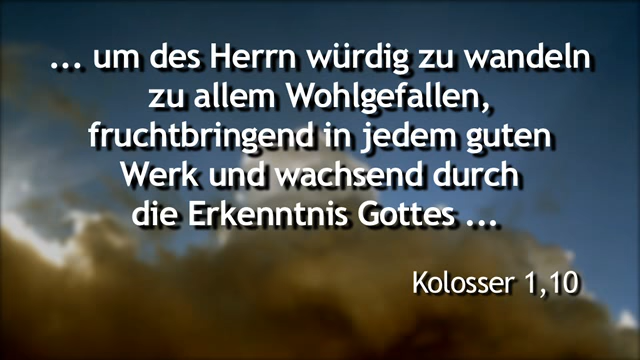 ... um des Herrn würdig zu wandeln
zu allem Wohlgefallen,
fruchtbringend in jedem guten
Werk und wachsend durch
die Erkenntnis Gottes ...
Kolosser 1,10